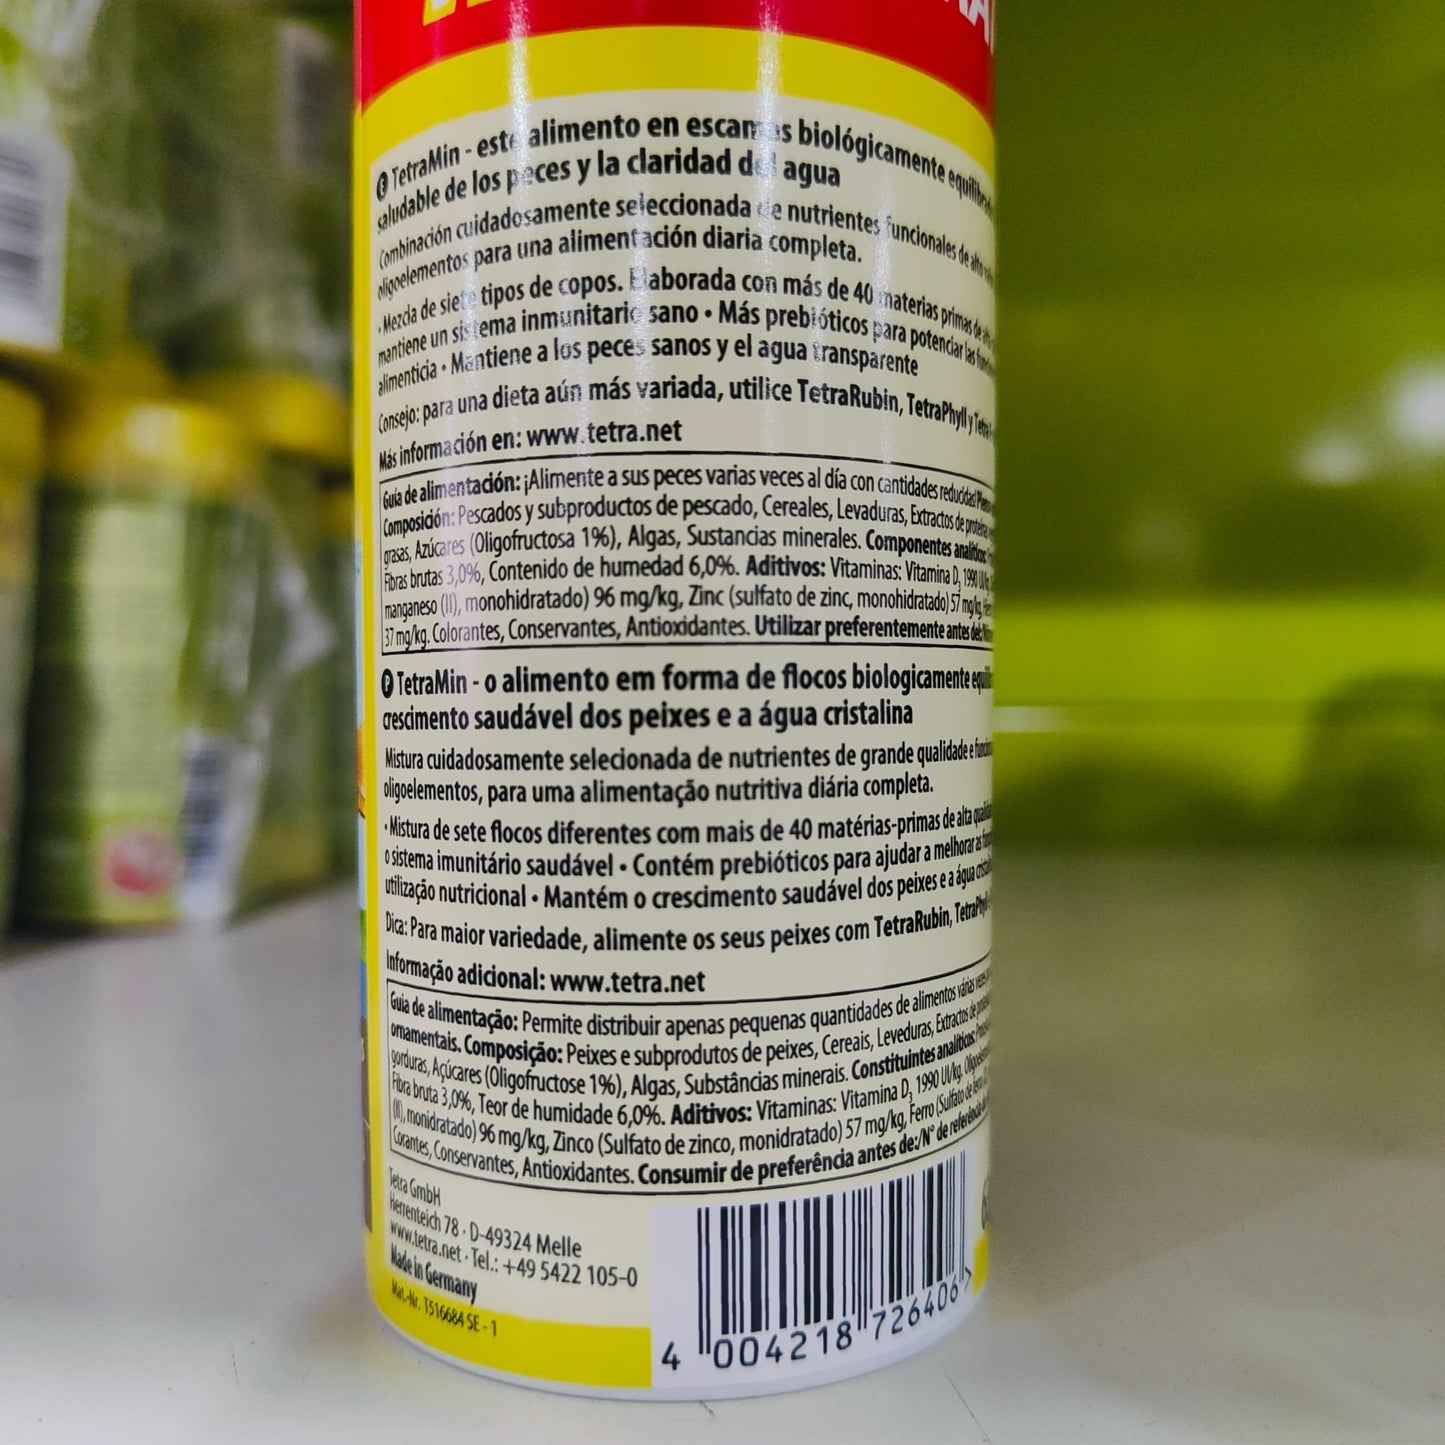 E TetraMin - este alimento en escamas biológicamente
saludable de los peces y la claridad del agua
Combinación cuidadosamente seleccionada de nutrientes funcionales de alto
oligoelementos para una alimentación diaria completa.
• Mezcla de siete tipos de copos. Elaborada con más de 40 materias primas de
mantiene un sistema inmunitario sano • Más prebióticos para potenciar las
alimenticia • Mantiene a los peces sanos y el agua transparente
Consejo: para una dieta aún más variada, utilice TetraRubin, TetraPhyll y
Más información en: www.tetra.net
Guía de alimentación: ¡Alimente a sus peces varias veces al día con cantidades reducidas!
Composición: Pescados y subproductos de pescado, Cereales, Levaduras, Extractos de
grasas, Azúcares (Oligofructosa 1%), Algas, Sustancias minerales. Componentes analíticos:
Fibras brutas 3,0%, Contenido de humedad 6,0%. Aditivos: Vitaminas: Vitamina D3 1990 UI/kg.
manganeso (II), monohidratado) 96 mg/kg, Zinc (sulfato de zinc, monohidratado) 57 mg/kg,
37 mg/kg. Colorantes, Conservantes, Antioxidantes. Utilizar preferentemente antes del:
P TetraMin - o alimento em forma de flocos biologicamente
crescimento saudável dos peixes e a água cristalina
Mistura cuidadosamente selecionada de nutrientes de grande qualidade e
oligoelementos, para uma alimentação nutritiva diária completa.
• Mistura de sete flocos diferentes com mais de 40 matérias-primas de alta
o sistema imunitário saudável • Contém prebióticos para ajudar a melhorar as
utilização nutricional • Mantém o crescimento saudável dos peixes e a água
Dica: Para maior variedade, alimente os seus peixes com TetraRubin,
Informação adicional: www.tetra.net
Guia de alimentação: Permite distribuir apenas pequenas quantidades de alimentos várias vezes
ornamentais. Composição: Peixes e subprodutos de peixes, Cereais, Leveduras, Extractos de
gorduras, Açúcares (Oligofructose 1%), Algas, Substâncias minerais. Constituintes analíticos:
Fibra bruta 3,0%, Teor de humidade 6,0%. Aditivos: Vitaminas: Vitamina D3 1990 UI/kg.
(II), monidratado) 96 mg/kg, Zinco (Sulfato de zinco, monidratado) 57 mg/kg, Ferro (Sulfato de
Corantes, Conservantes, Antioxidantes. Consumir de preferência antes de:/N° de referência
Tetra GmbH
Herrenteich 78 · D-49324 Melle
www.tetra.net · Tel.: +49 5422 105-0
Made in Germany
Mat.-Nr. T516684 SE - 1
4 004218 726406